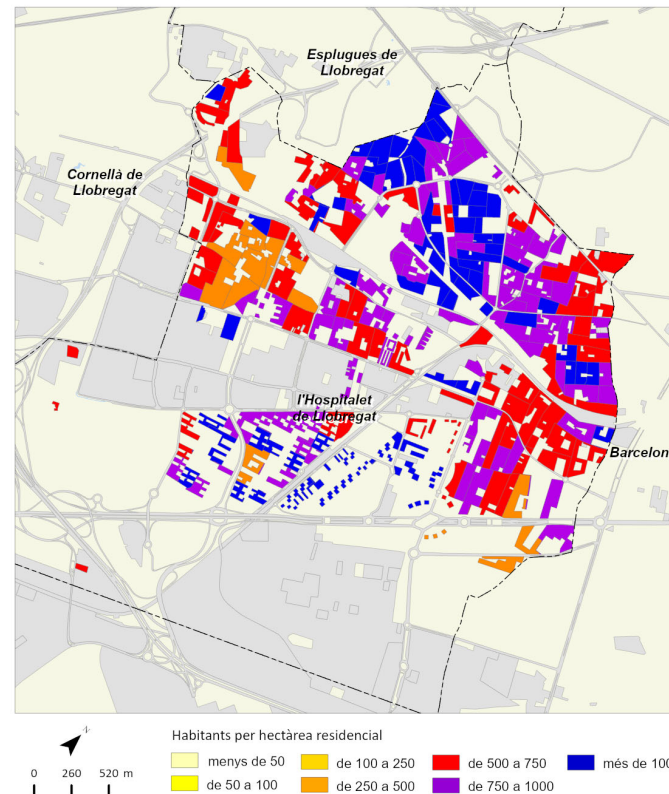 Esplugues de
Llobregat
Cornellà de
Llobregat
l'Hospitalet
de Llobregat
Barcelon
N
Habitants per hectàrea residencial
menys de 50
de 100 a 250
de 500 a 750
més de 100
de 50 a 100
de 250 a 500
de 750 a 1000
0 260 520 m